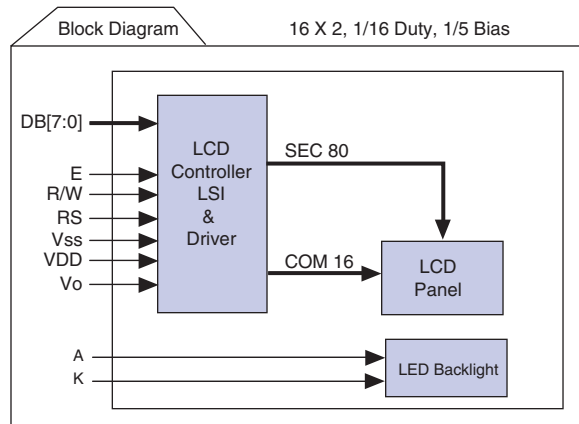 Block Diagram
16 X 2, 1/16 Duty, 1/5 Bias
DB[7:0]
E
R/W
RS
Vss
VDD
Vo
A
K
LCD
Controller
LSI
&
Driver
SEC 80
COM 16
LCD
Panel
LED Backlight